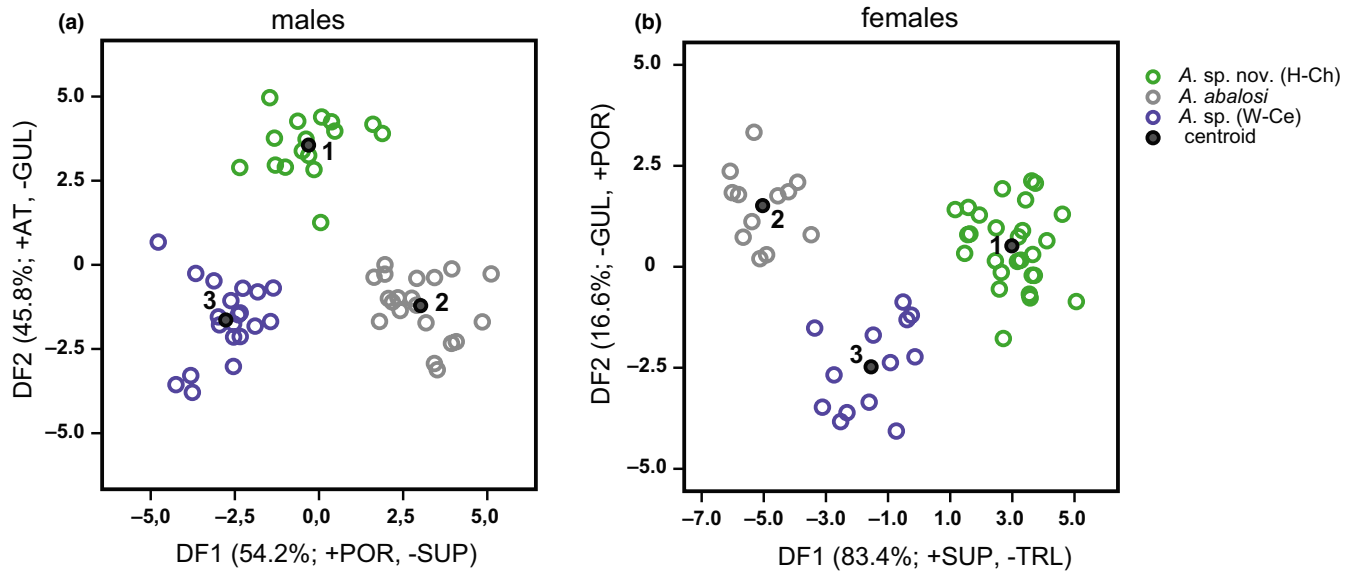 (a) males
DF2 (45.8%; +AT, -GUL)
5.0
2.5
0
–2.5
–5.0
1
2
3
–5,0 –2,5 0,0 2,5 5,0
DF1 (54.2%; +POR, -SUP)
(b) females
DF2 (16.6%; -GUL, +POR)
5.0
2.5
0
–2.5
–5.0
2
1
3
–7.0 –5.0 –3.0 –1.0 1.0 3.0 5.0
DF1 (83.4%; +SUP, -TRL)
A. sp. nov. (H-Ch)
A. abalosi
A. sp. (W-Ce)
centroid